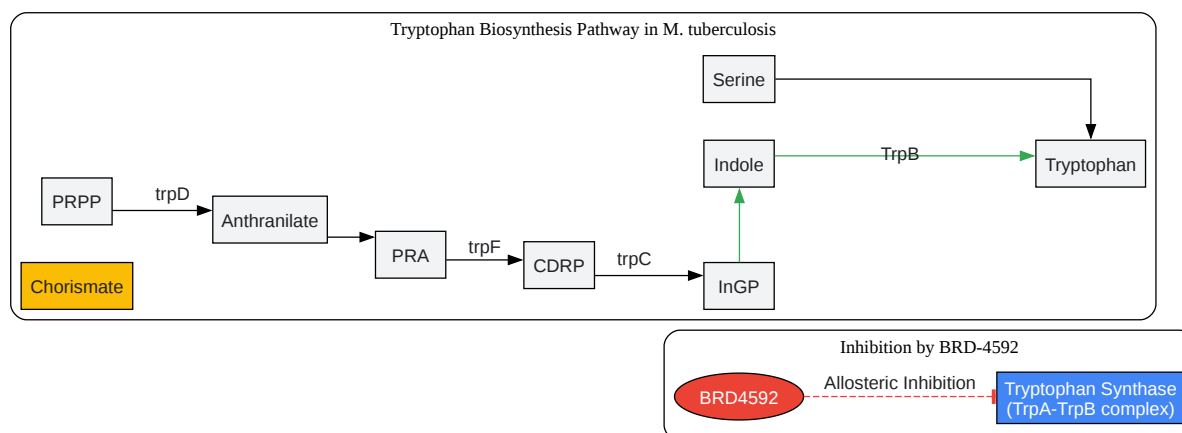 Tryptophan Biosynthesis Pathway in M. tuberculosis
Serine
Indole
TrpB
Tryptophan
PRPP
trpD
Anthranilate
PRA
trpF
CDRP
trpC
InGP
Chorismate
Inhibition by BRD-4592
BRD4592
Allosteric Inhibition
Tryptophan Synthase
(TrpA-TrpB complex)